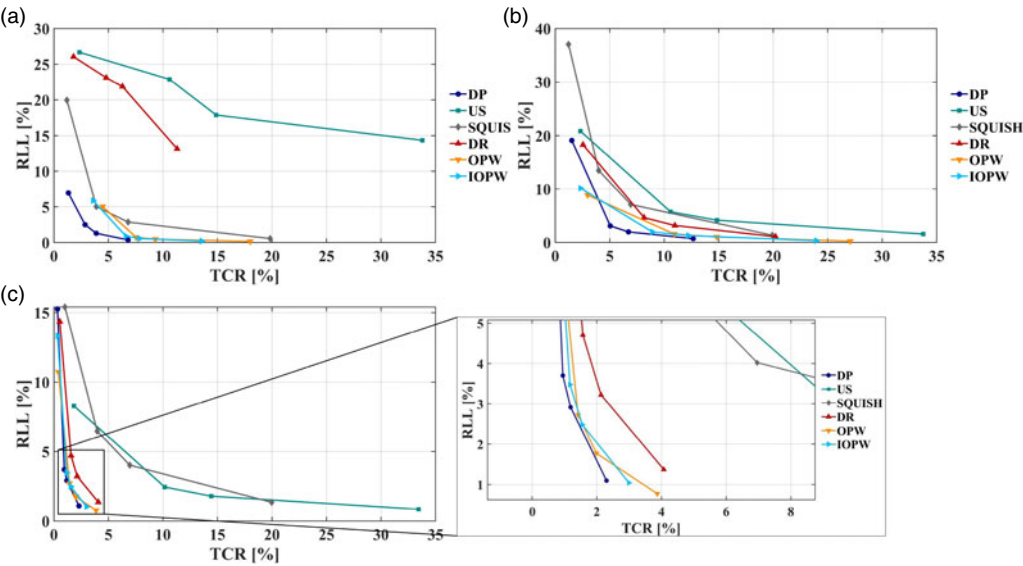 (a)
30
25
20
15
10
5
0
RLL [%]
0 5 10 15 20 25 30 35
TCR [%]
DP
US
SQUIS
DR
OPW
IOPW
(b)
40
30
20
10
0
RLL [%]
0 5 10 15 20 25 30 35
TCR [%]
DP
US
SQUISH
DR
OPW
IOPW
(c)
15
10
5
0
RLL [%]
0 5 10 15 20 25 30 35
TCR [%]
5
4
3
2
1
RLL [%]
0 2 4 6 8
TCR [%]
DP
US
SQUISH
DR
OPW
IOPW